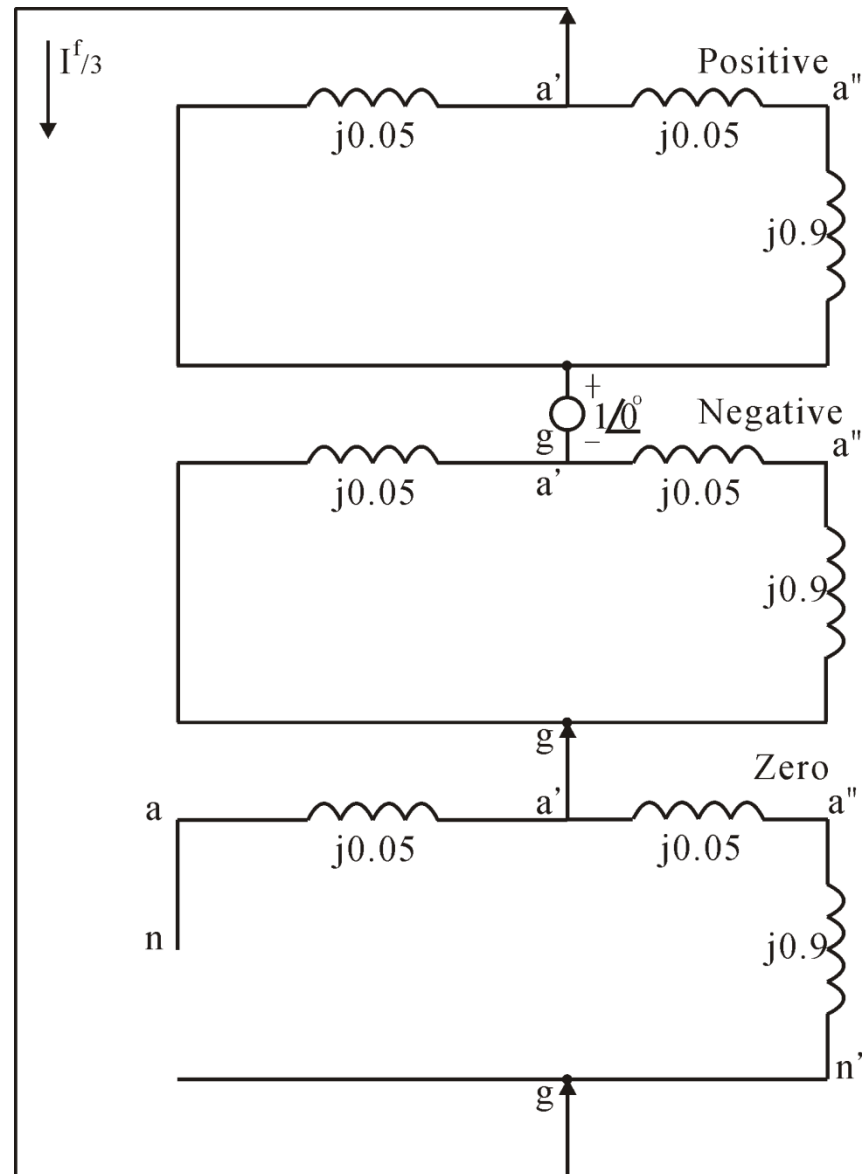 I f/3
Positive
a'
a"
j0.05
j0.05
j0.9
+
1/0°
g
−
Negative
a'
a"
j0.05
j0.05
j0.9
g
Zero
a
a'
a"
j0.05
j0.05
n
j0.9
n'
g